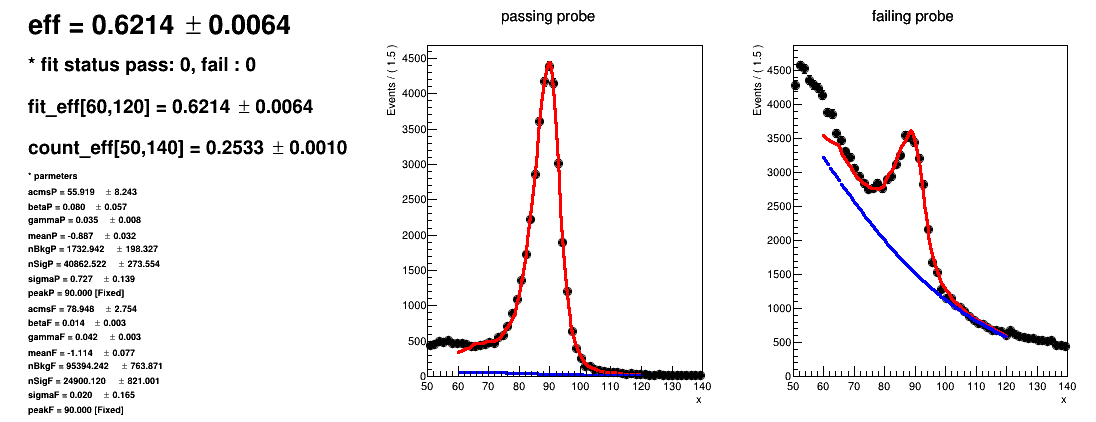 eff = 0.6214 ± 0.0064
* fit status pass: 0, fail : 0
fit_eff[60,120] = 0.6214 ± 0.0064
count_eff[50,140] = 0.2533 ± 0.0010
* parmeters
acmsP = 55.919 ± 8.243
betaP = 0.080 ± 0.057
gammaP = 0.035 ± 0.008
meanP = -0.887 ± 0.032
nBkgP = 1732.942 ± 198.327
nSigP = 40862.522 ± 273.554
sigmaP = 0.727 ± 0.139
peakP = 90.000 [Fixed]
acmsF = 78.948 ± 2.754
betaF = 0.014 ± 0.003
gammaF = 0.042 ± 0.003
meanF = -1.114 ± 0.077
nBkgF = 95394.242 ± 763.871
nSigF = 24900.120 ± 821.001
sigmaF = 0.020 ± 0.165
peakF = 90.000 [Fixed]
passing probe
Events / ( 1.5 )
4500
4000
3500
3000
2500
2000
1500
1000
500
0
50 60 70 80 90 100 110 120 130 140
x
failing probe
Events / ( 1.5 )
4500
4000
3500
3000
2500
2000
1500
1000
500
0
50 60 70 80 90 100 110 120 130 140
x